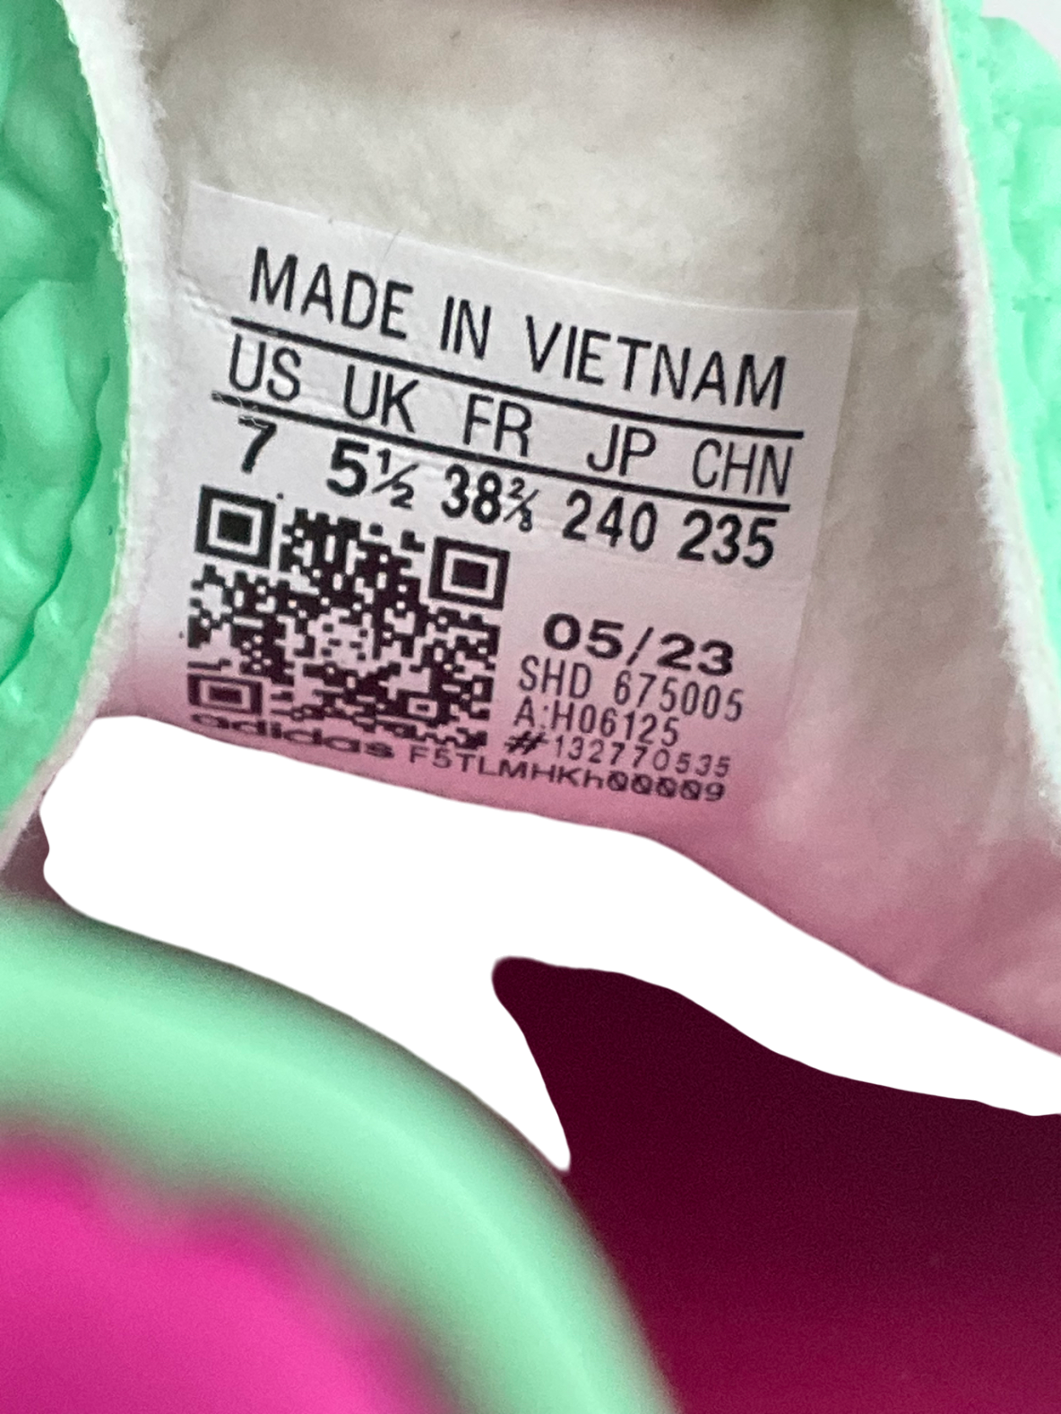 MADE IN VIETNAM
US UK FR JP CHN
7 5½ 38⅔ 240 235
05/23
SHD 675005
A:H06125
#132770535
adidas F5TLMHKh00009